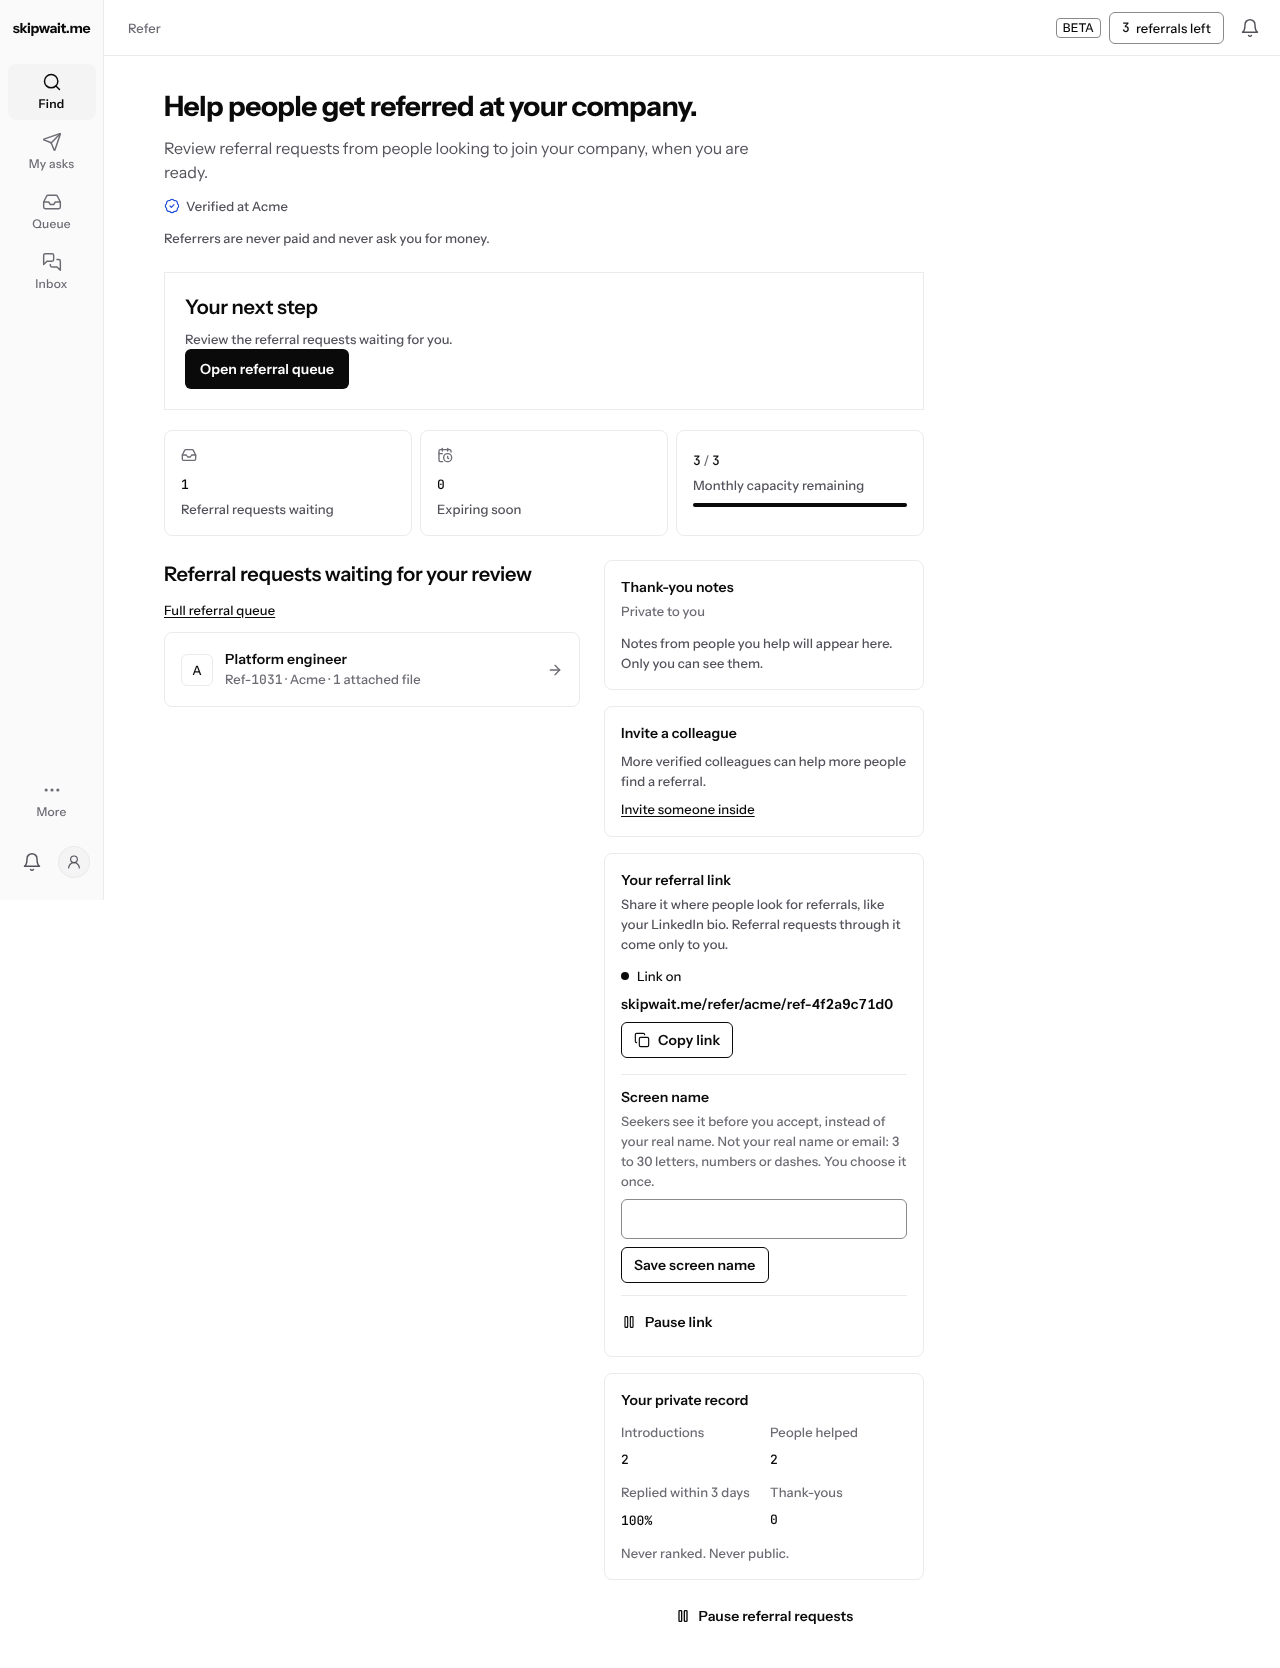 skipwait.me
Refer
BETA
3 referrals left
Find
My asks
Queue
Inbox
More
Help people get referred at your company.
Review referral requests from people looking to join your company, when you are
ready.
Verified at Acme
Referrers are never paid and never ask you for money.
Your next step
Review the referral requests waiting for you.
Open referral queue
1
Referral requests waiting
0
Expiring soon
3 / 3
Monthly capacity remaining
Referral requests waiting for your review
Full referral queue
A
Platform engineer
Ref-1031 · Acme · 1 attached file
Thank-you notes
Private to you
Notes from people you help will appear here.
Only you can see them.
Invite a colleague
More verified colleagues can help more people
find a referral.
Invite someone inside
Your referral link
Share it where people look for referrals, like
your LinkedIn bio. Referral requests through it
come only to you.
Link on
skipwait.me/refer/acme/ref-4f2a9c71d0
Copy link
Screen name
Seekers see it before you accept, instead of
your real name. Not your real name or email: 3
to 30 letters, numbers or dashes. You choose it
once.
Save screen name
Pause link
Your private record
Introductions
2
People helped
2
Replied within 3 days
100%
Thank-yous
0
Never ranked. Never public.
Pause referral requests